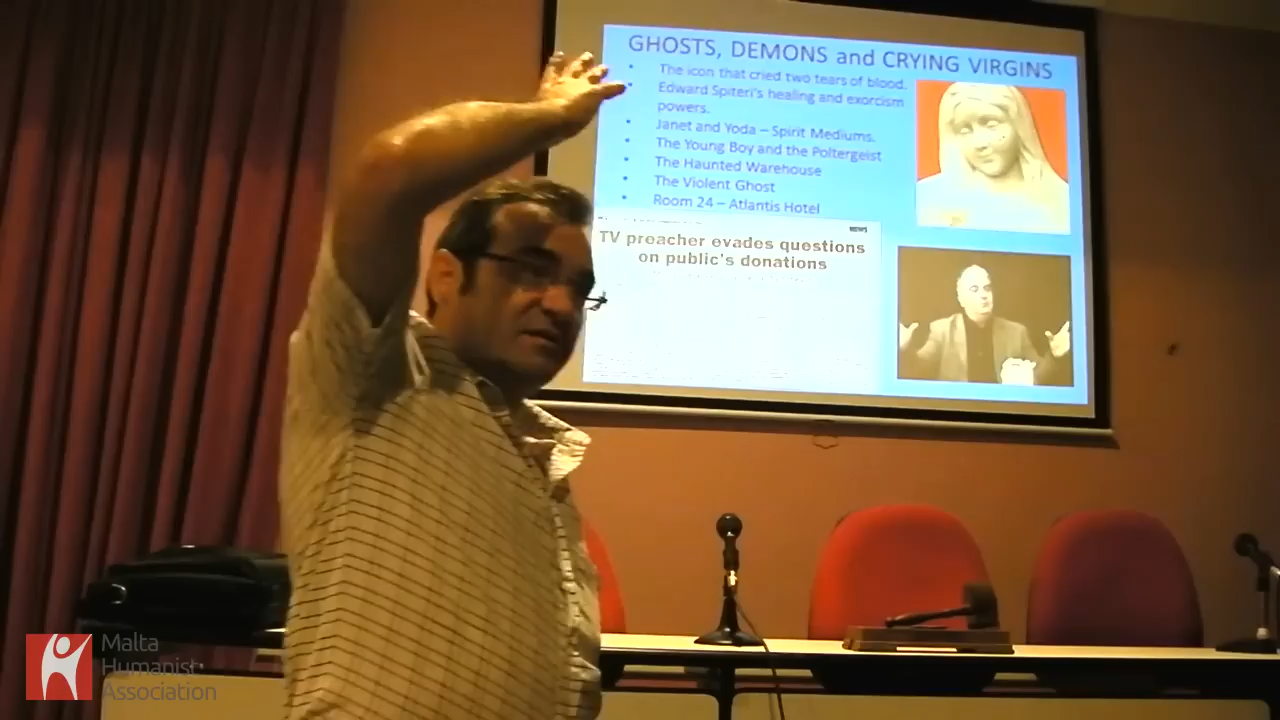 GHOSTS, DEMONS and CRYING VIRGINS
• The icon that cried two tears of blood.
• Edward Spiteri's healing and exorcism
powers.
• Janet and Yoda – Spirit Mediums.
• The Young Boy and the Poltergeist
• The Haunted Warehouse
• The Violent Ghost
• Room 24 – Atlantis Hotel
NEWS
TV preacher evades questions
on public's donations
Malta
Humanist
Association